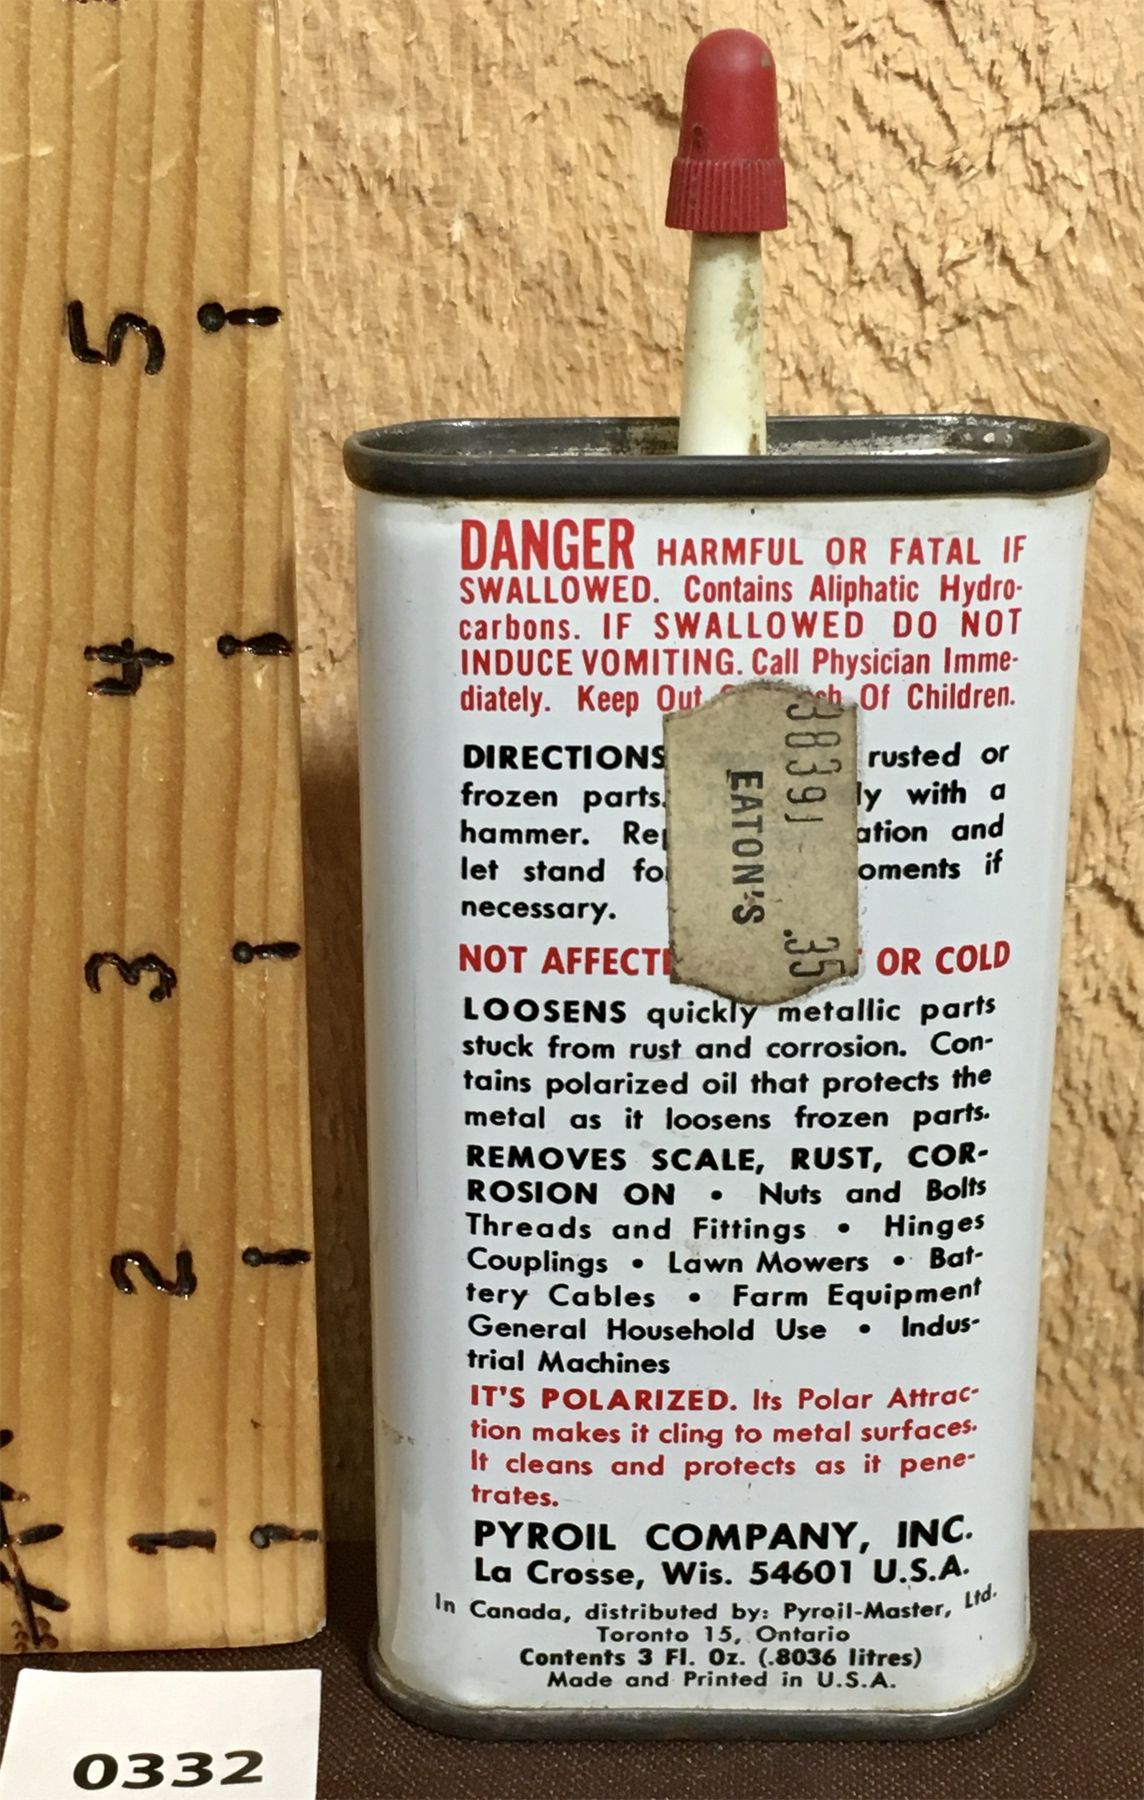 5
4
3
2
1
DANGER HARMFUL OR FATAL IF
SWALLOWED. Contains Aliphatic Hydro-
carbons. IF SWALLOWED DO NOT
INDUCE VOMITING. Call Physician Imme-
diately. Keep Out Of Children.
DIRECTIONS rusted or
frozen parts. with a
hammer. and
let stand if
necessary.
NOT OR COLD
38391
EATON'S
.35
LOOSENS quickly metallic parts
stuck from rust and corrosion. Con-
tains polarized oil that protects the
metal as it loosens frozen parts.
REMOVES SCALE, RUST, COR-
ROSION ON • Nuts and Bolts
Threads and Fittings • Hinges
Couplings • Lawn Mowers • Bat-
tery Cables • Farm Equipment
General Household Use • Indus-
trial Machines
IT'S POLARIZED. Its Polar Attrac-
tion makes it cling to metal surfaces.
It cleans and protects as it pene-
trates.
PYROIL COMPANY, INC.
La Crosse, Wis. 54601 U.S.A.
In Canada, distributed by: Pyroil-Master, Ltd.
Toronto 15, Ontario
Contents 3 Fl. Oz. (.8036 litres)
Made and Printed in U.S.A.
0332